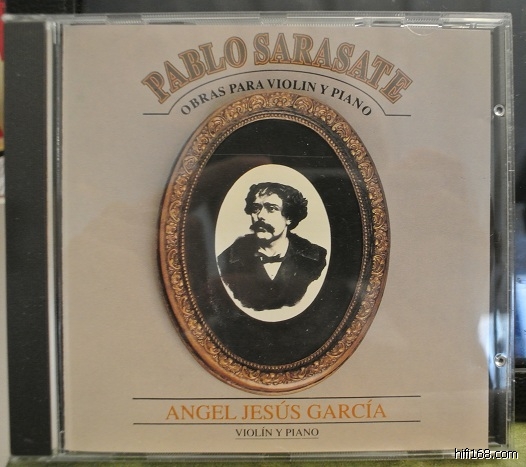 PABLO SARASATE
OBRAS PARA VIOLIN Y PIANO
ANGEL JESÚS GARCÍA
VIOLÍN Y PIANO
hifi168.com